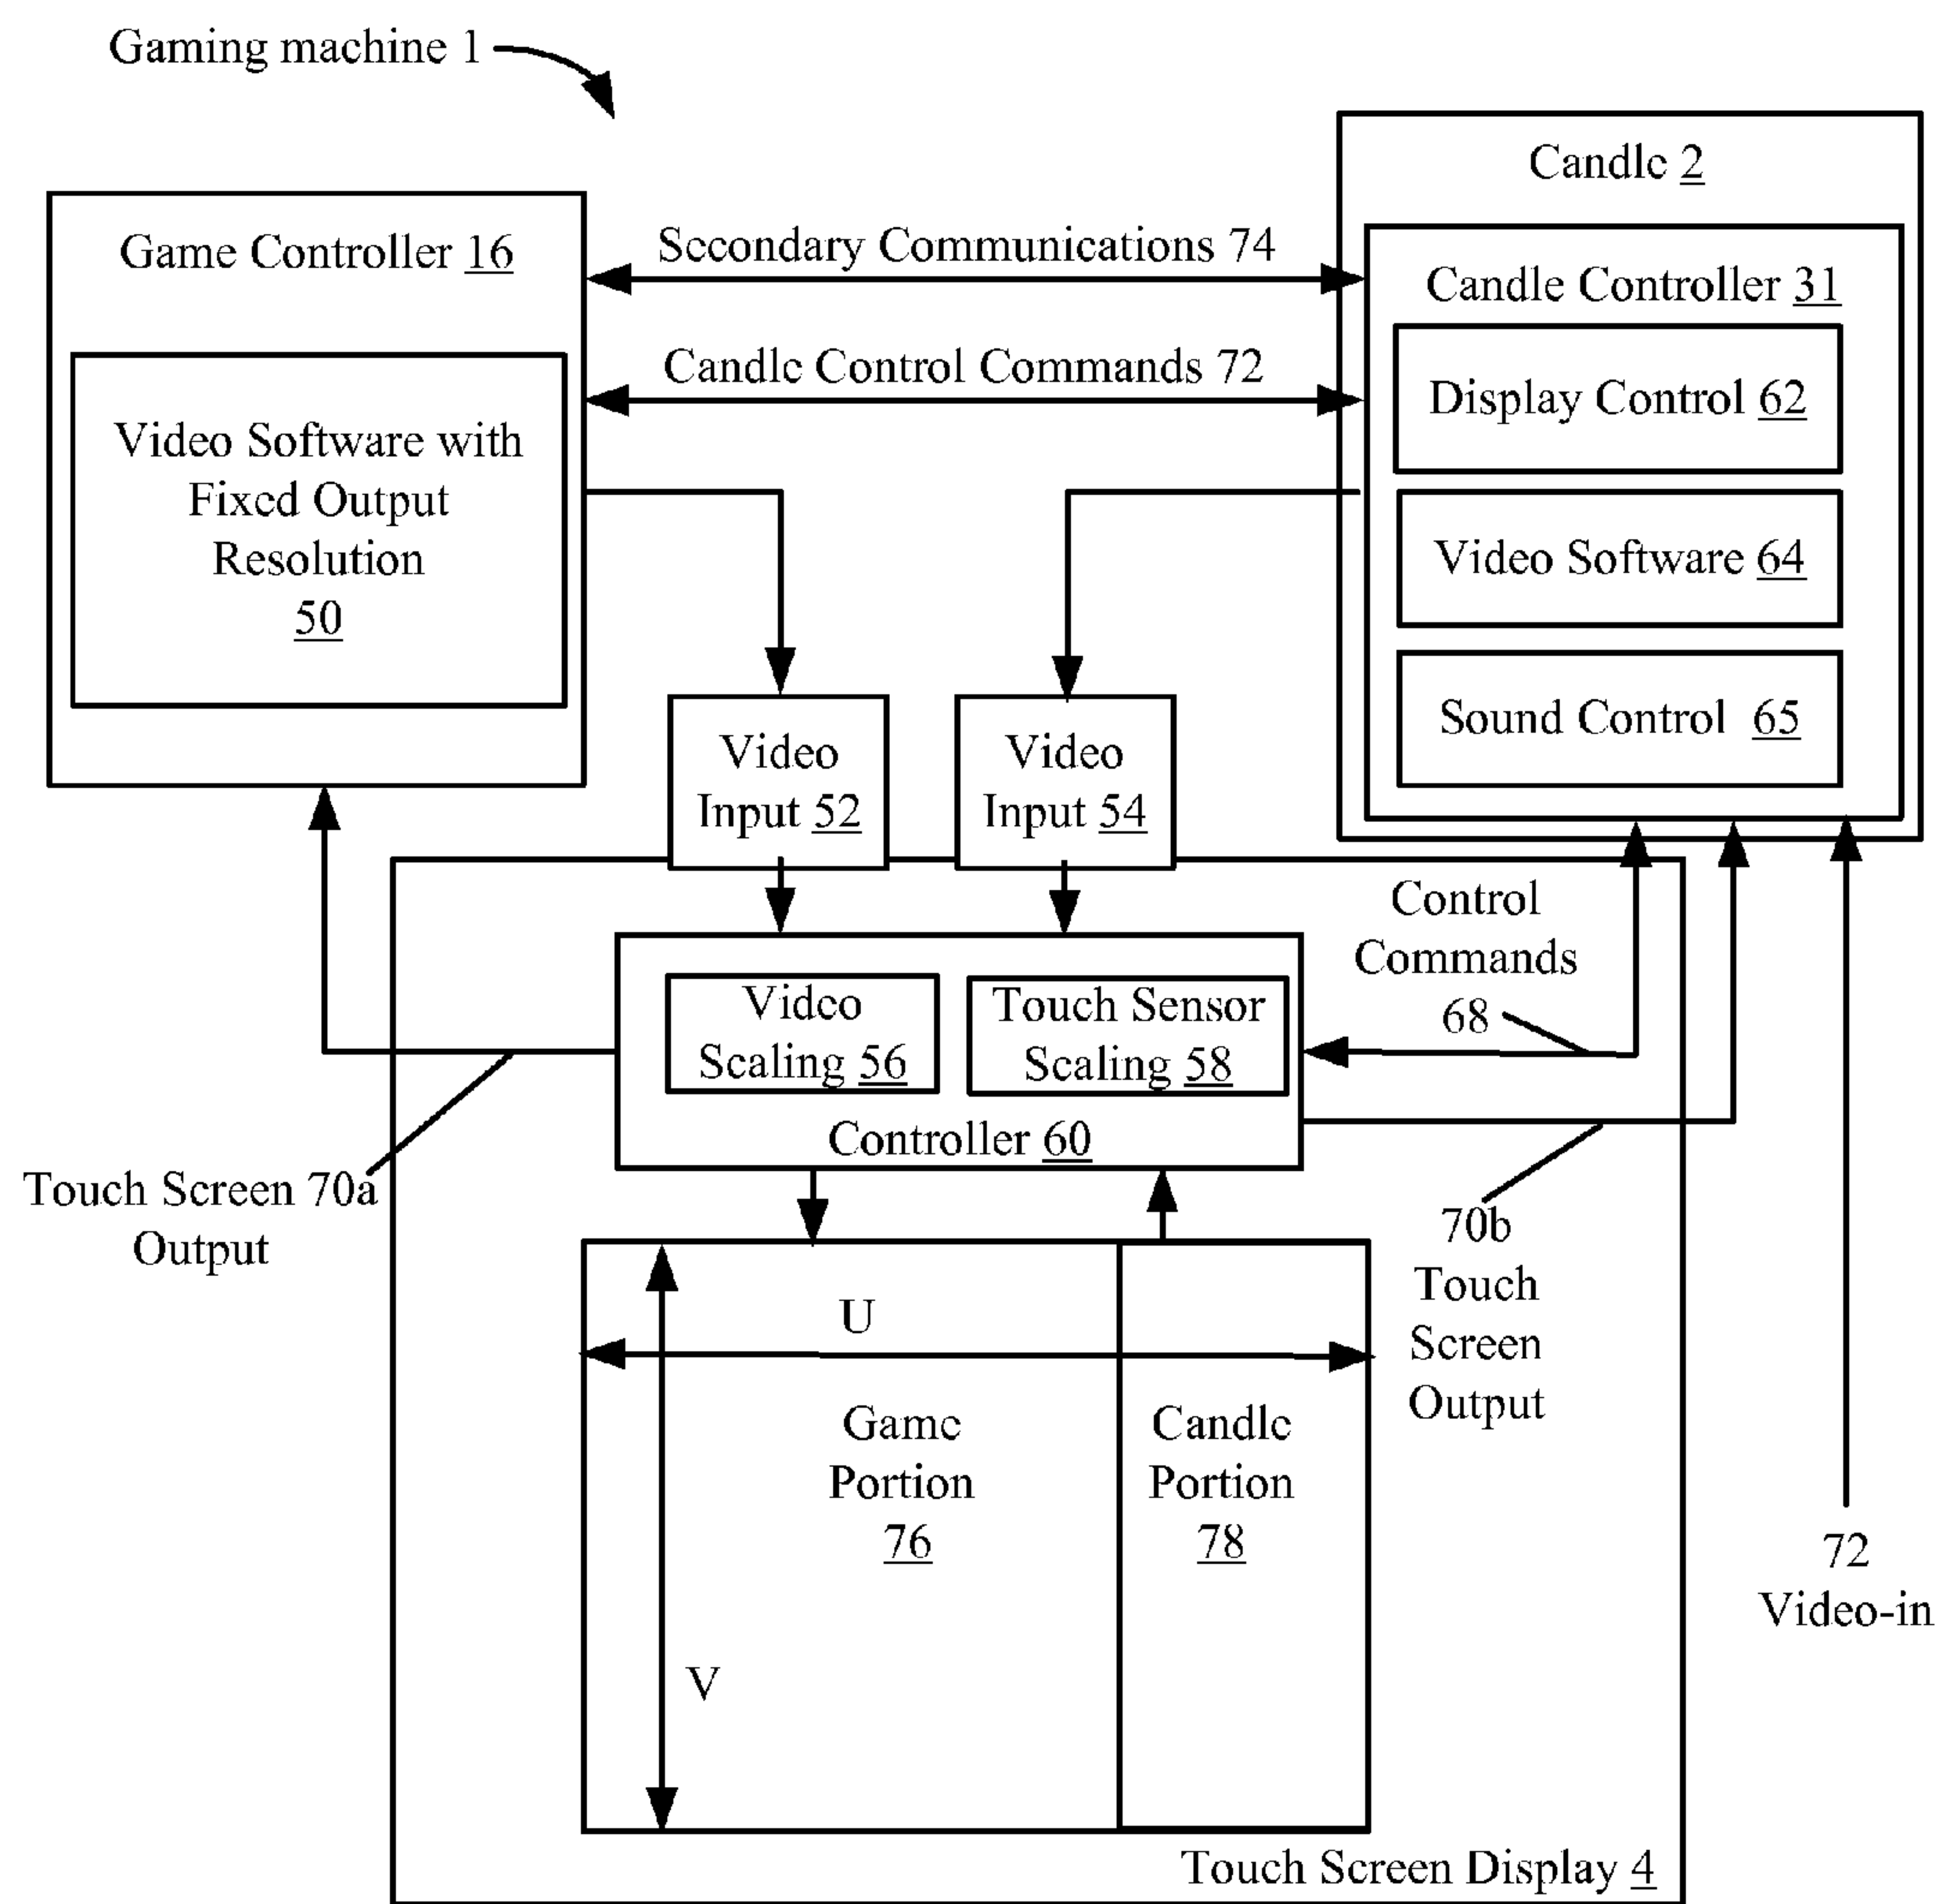 Gaming machine 1
Candle 2
Game Controller 16
Secondary Communications 74
Candle Controller 31
Candle Control Commands 72
Display Control 62
Video Software with
Fixed Output
Resolution
50
Video Software 64
Sound Control 65
Video
Input 52
Video
Input 54
Control
Commands
68
Video
Scaling 56
Touch Sensor
Scaling 58
Controller 60
Touch Screen 70a
Output
70b
Touch
Screen
Output
U
Game
Portion
76
Candle
Portion
78
72
Video-in
V
Touch Screen Display 4